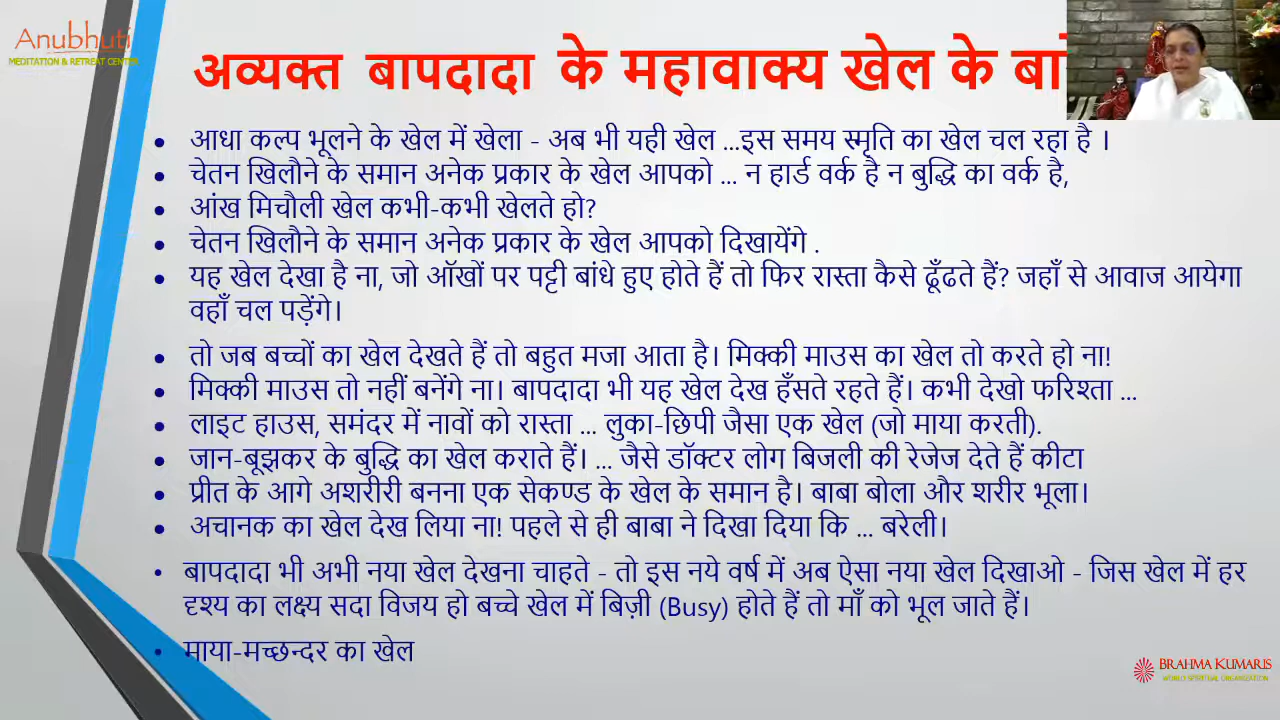 Anubhuti
MEDITATION & RETREAT CENTER
अव्यक्त बापदादा के महावाक्य खेल के बारे
• आधा कल्प भूलने के खेल में खेला - अब भी यही खेल ...इस समय स्मृति का खेल चल रहा है ।
• चेतन खिलौने के समान अनेक प्रकार के खेल आपको ... न हार्ड वर्क है न बुद्धि का वर्क है,
• आंख मिचौली खेल कभी-कभी खेलते हो?
• चेतन खिलौने के समान अनेक प्रकार के खेल आपको दिखायेंगे .
• यह खेल देखा है ना, जो ऑखों पर पट्टी बांधे हुए होते हैं तो फिर रास्ता कैसे ढूँढते हैं? जहाँ से आवाज आयेगा
वहाँ चल पड़ेंगे।
• तो जब बच्चों का खेल देखते हैं तो बहुत मजा आता है। मिक्की माउस का खेल तो करते हो ना!
• मिक्की माउस तो नहीं बनेंगे ना। बापदादा भी यह खेल देख हँसते रहते हैं। कभी देखो फरिश्ता ...
• लाइट हाउस, समंदर में नावों को रास्ता ... लुका-छिपी जैसा एक खेल (जो माया करती).
• जान-बूझकर के बुद्धि का खेल कराते हैं। ... जैसे डॉक्टर लोग बिजली की रेजेज देते हैं कीटा
• प्रीत के आगे अशरीरी बनना एक सेकण्ड के खेल के समान है। बाबा बोला और शरीर भूला।
• अचानक का खेल देख लिया ना! पहले से ही बाबा ने दिखा दिया कि ... बरेली।
• बापदादा भी अभी नया खेल देखना चाहते - तो इस नये वर्ष में अब ऐसा नया खेल दिखाओ - जिस खेल में हर
दृश्य का लक्ष्य सदा विजय हो बच्चे खेल में बिज़ी (Busy) होते हैं तो माँ को भूल जाते हैं।
• माया-मच्छन्दर का खेल
BRAHMA KUMARIS
WORLD SPIRITUAL ORGANIZATION